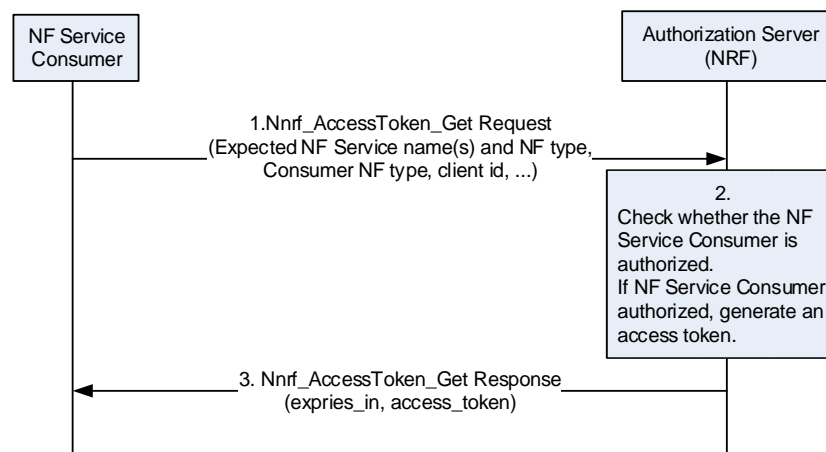 NF Service
Consumer
Authorization Server
(NRF)
1.Nnrf_AccessToken_Get Request
(Expected NF Service name(s) and NF type,
Consumer NF type, client id, ...)
2.
Check whether the NF
Service Consumer is
authorized.
If NF Service Consumer
authorized, generate an
access token.
3. Nnrf_AccessToken_Get Response
(expries_in, access_token)